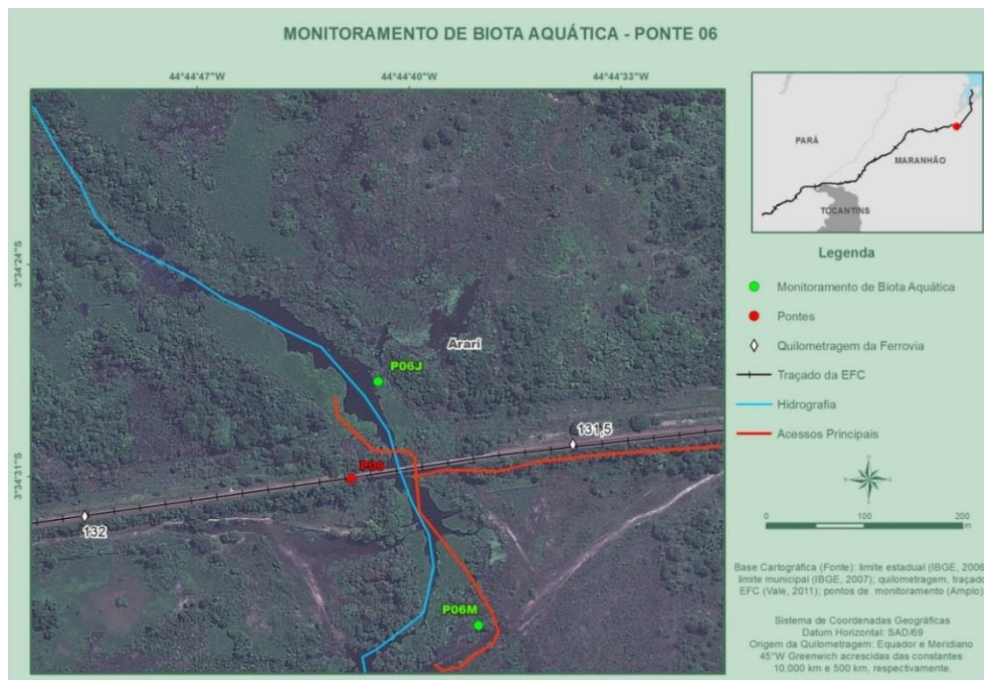 MONITORAMENTO DE BIOTA AQUÁTICA - PONTE 06
44°44'47"W
44°44'40"W
44°44'33"W
3°34'24"S
3°34'31"S
P06J
Arari
131,5
P06
132
P06M
PARÁ
MARANHÃO
TOCANTINS
Legenda
Monitoramento de Biota Aquática
Pontes
Quilometragem da Ferrovia
Traçado da EFC
Hidrografia
Acessos Principais
0 100 200
m
Base Cartográfica (Fonte): limite estadual (IBGE, 2006
limite municipal (IBGE, 2007); quilometragem, traçado
EFC (Vale, 2011); pontos de monitoramento (Amplo)
Sistema de Coordenadas Geográficas
Datum Horizontal: SAD/69
Origem da Quilometragem: Equador e Meridiano
45°W Greenwich acrescidas das constantes
10.000 km e 500 km, respectivamente.